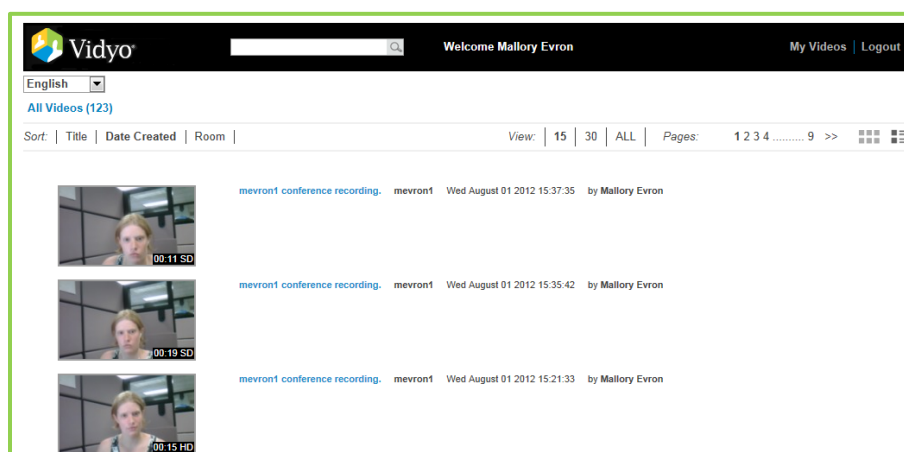 Vidyo Welcome Mallory Evron My Videos | Logout
English
All Videos (123)
Sort: | Title | Date Created | Room | View: | 15 | 30 | ALL | Pages: 1 2 3 4 .......... 9 >>
mevron1 conference recording. mevron1 Wed August 01 2012 15:37:35 by Mallory Evron
00:11 SD
mevron1 conference recording. mevron1 Wed August 01 2012 15:35:42 by Mallory Evron
00:19 SD
mevron1 conference recording. mevron1 Wed August 01 2012 15:21:33 by Mallory Evron
00:15 HD